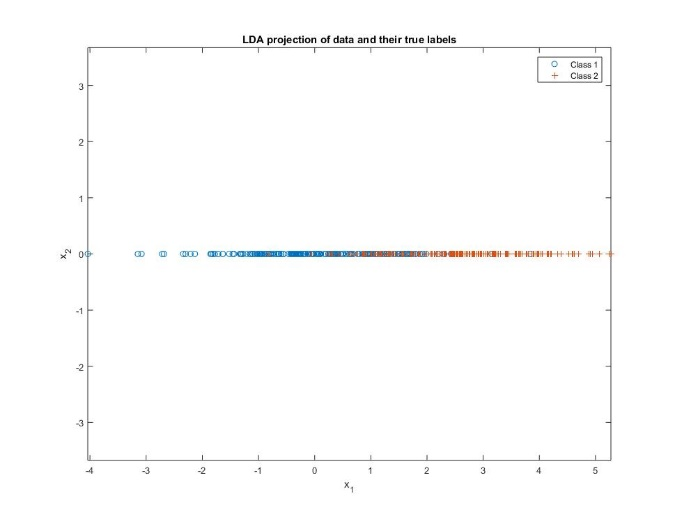 LDA projection of data and their true labels
Class 1
Class 2
3
2
1
0
-1
-2
-3
x2
-4 -3 -2 -1 0 1 2 3 4 5
x1